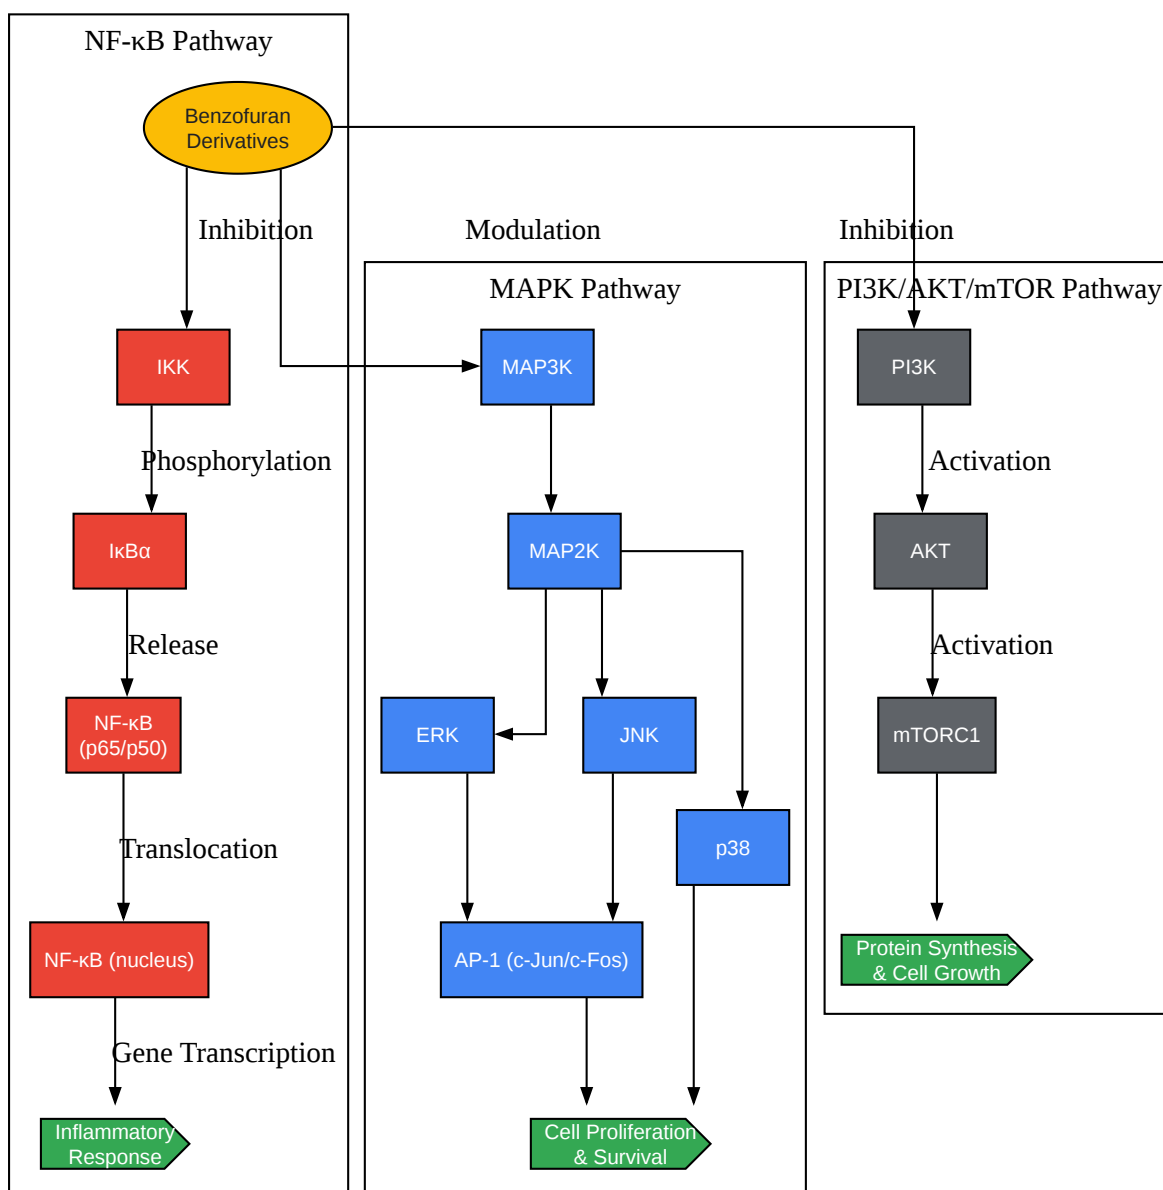 NF-κB Pathway
Benzofuran
Derivatives
Inhibition
Modulation
Inhibition
MAPK Pathway
PI3K/AKT/mTOR Pathway
IKK
MAP3K
PI3K
Phosphorylation
Activation
IκBα
MAP2K
AKT
Release
Activation
NF-κB
(p65/p50)
ERK
JNK
mTORC1
Translocation
p38
NF-κB (nucleus)
AP-1 (c-Jun/c-Fos)
Protein Synthesis
& Cell Growth
Gene Transcription
Inflammatory
Response
Cell Proliferation
& Survival